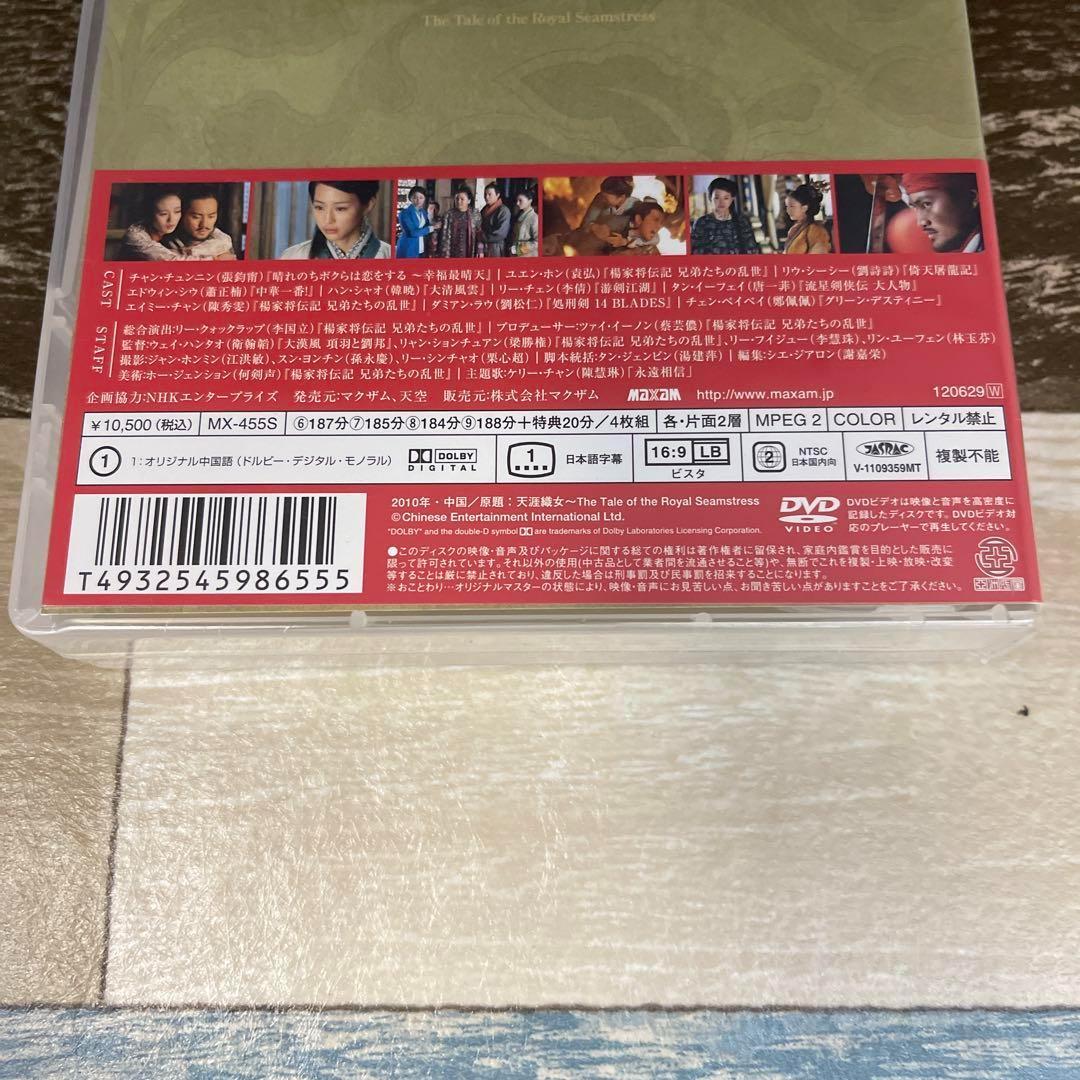 The Tale of the Royal Seamstress
CAST
チャン・チュンニン(張鈞甯)『晴れのちボクらは恋をする ～幸福最晴天』｜ユエン・ホン(袁弘)『楊家将伝記 兄弟たちの乱世』｜リウ・シーシー(劉詩詩)『倚天屠龍記』
エドウィン・シウ(蕭正楠)『中華一番!』｜ハン・シャオ(韓曉)『大清風雲』｜リー・チェン(李倩)『游剣江湖』｜タン・イーフェイ(唐一菲)『流星剣侠伝 大人物』
エイミー・チャン(陳秀雯)『楊家将伝記 兄弟たちの乱世』｜ダミアン・ラウ(劉松仁)『処刑剣 14 BLADES』｜チェン・ペイペイ(鄭佩佩)『グリーン・デスティニー』
STAFF
総合演出:リー・クォックラップ(李国立)『楊家将伝記 兄弟たちの乱世』｜プロデューサー:ツァイ・イーノン(蔡芸儂)『楊家将伝記 兄弟たちの乱世』
監督:ウェイ・ハンタオ(衛翰韜)『大漢風 項羽と劉邦』、リャン・ションチュアン(梁勝権)『楊家将伝記 兄弟たちの乱世』、リー・フイジュー(李慧珠)、リン・ユーフェン(林玉芬)
撮影:ジャン・ホンミン(江洪敏)、スン・ヨンチン(孫永慶)、リー・シンチャオ(栗心超)｜脚本統括:タン・ジェンピン(湯建萍)｜編集:シエ・ジアロン(謝嘉栄)
美術:ホー・ジェンション(何剣声)『楊家将伝記 兄弟たちの乱世』｜主題歌:ケリー・チャン(陳慧琳)「永遠相信」
企画協力:NHKエンタープライズ 発売元:マクザム、天空 販売元:株式会社マクザム MAXAM http://www.maxam.jp 120629 W
¥10,500(税込) MX-455S ⑥187分⑦185分⑧184分⑨188分＋特典20分／4枚組 各・片面2層 MPEG 2 COLOR レンタル禁止
1 1:オリジナル中国語(ドルビー・デジタル・モノラル) DOLBY DIGITAL 1 日本語字幕 16:9 LB ビスタ 2 NTSC 日本国内向 JASRAC V-1109359MT 複製不能
T4932545986555
2010年・中国／原題：天涯織女～The Tale of the Royal Seamstress
©Chinese Entertainment International Ltd.
"DOLBY" and the double-D symbol are trademarks of Dolby Laboratories Licensing Corporation.
DVD VIDEO
DVDビデオは映像と音声を高密度に
記録したディスクです。DVDビデオ対
応のプレーヤーで再生してください。
●このディスクの映像・音声及びパッケージに関する総ての権利は著作権者に留保され、家庭内鑑賞を目的とした販売に
限って許可されています。それ以外の使用(中古品として業者間を流通させること等)や、無断でこれを複製・上映・放映・改変
等することは厳に禁止されており、違反した場合は刑事罰及び民事罰を招来することになります。
※おことわり…オリジナルマスターの状態により、映像・音声にお見苦しい点、お聞き苦しい点がありますことをご了承ください。